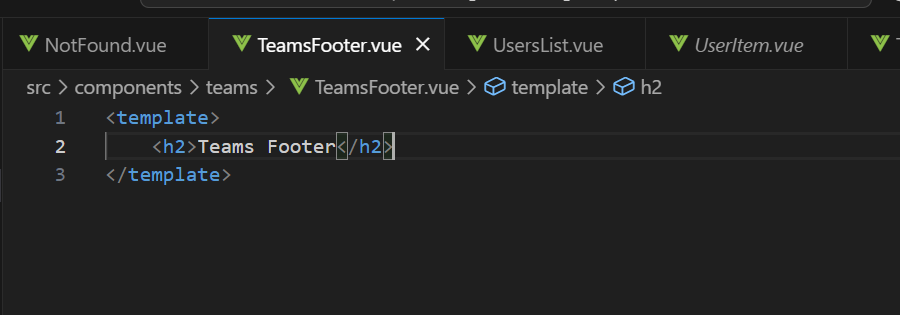 NotFound.vue
TeamsFooter.vue
UsersList.vue
UserItem.vue
src > components > teams > TeamsFooter.vue > template > h2
1 <template>
2     <h2>Teams Footer</h2>
3 </template>